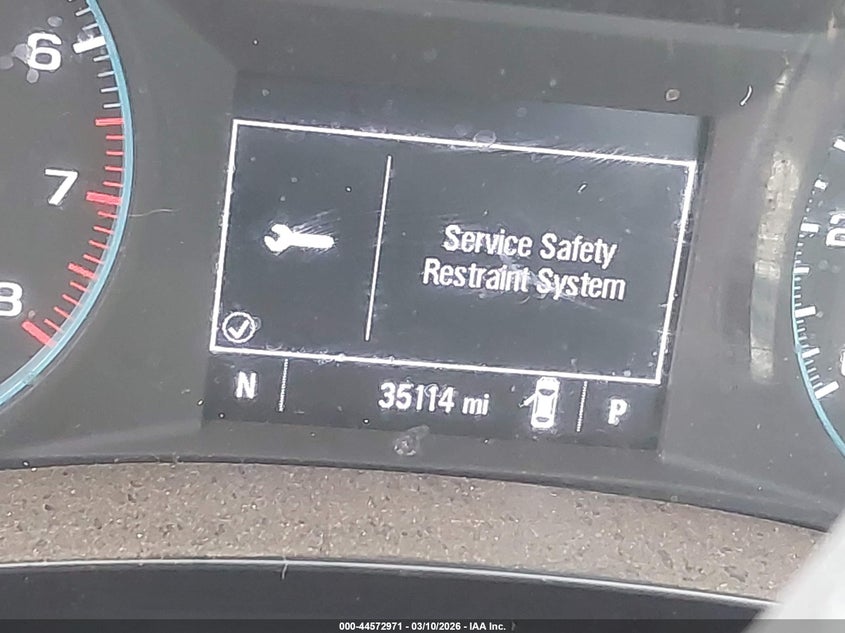 6
7
8
Service Safety
Restraint System
N
35114 mi
P
2
000-44572971 - 03/10/2026 - IAA Inc.